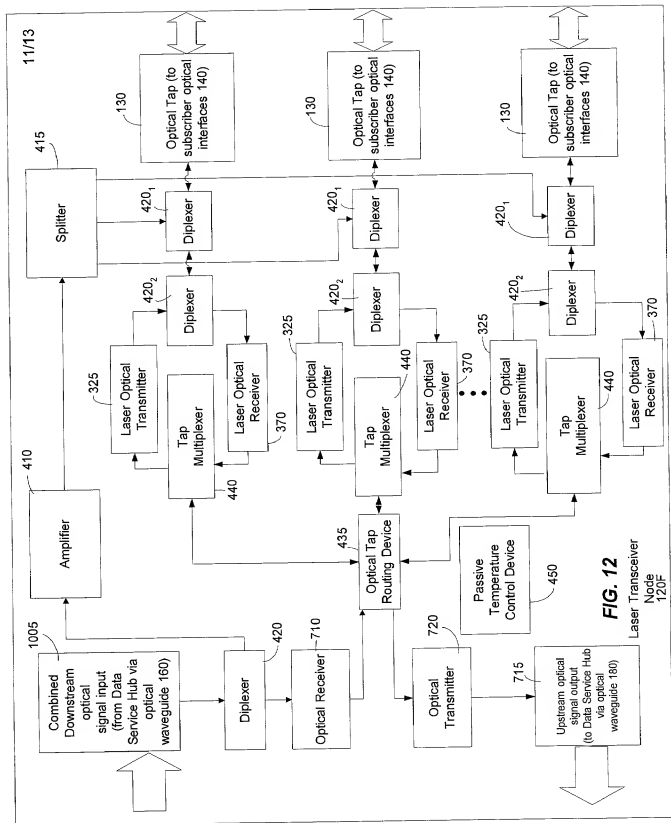 11/13
415
Splitter
130
Optical Tap (to
subscriber optical
interfaces 140)
130
Optical Tap (to
subscriber optical
interfaces 140)
130
Optical Tap (to
subscriber optical
interfaces 140)
420₁
Diplexer
420₁
Diplexer
420₁
Diplexer
420₂
Diplexer
420₂
Diplexer
420₂
Diplexer
325
Laser Optical
Transmitter
325
Laser Optical
Transmitter
325
Laser Optical
Transmitter
Tap
Multiplexer
440
Laser Optical
Receiver
370
440
Tap
Multiplexer
Laser Optical
Receiver
370
440
Tap
Multiplexer
Laser Optical
Receiver
370
410
Amplifier
435
Optical Tap
Routing Device
Passive
Temperature
Control Device
450
1005
Combined
Downstream
optical
signal input
(from Data
Service Hub via
optical
waveguide 160)
420
Diplexer
710
Optical Receiver
720
Optical
Transmitter
715
Upstream optical
signal output
(to Data Service Hub
via optical
waveguide 180)
FIG. 12
Laser Transceiver
Node
120F